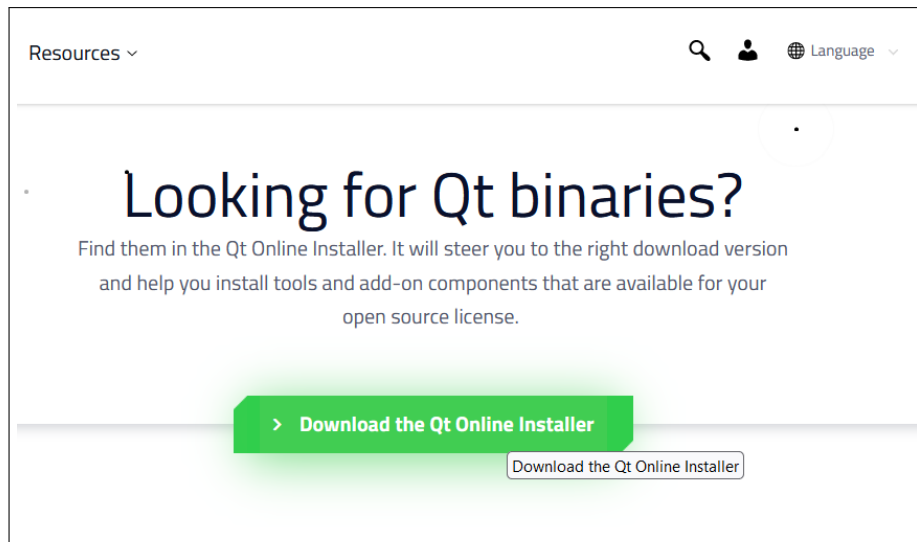 Resources
Language
Looking for Qt binaries?
Find them in the Qt Online Installer. It will steer you to the right download version
and help you install tools and add-on components that are available for your
open source license.
Download the Qt Online Installer
Download the Qt Online Installer